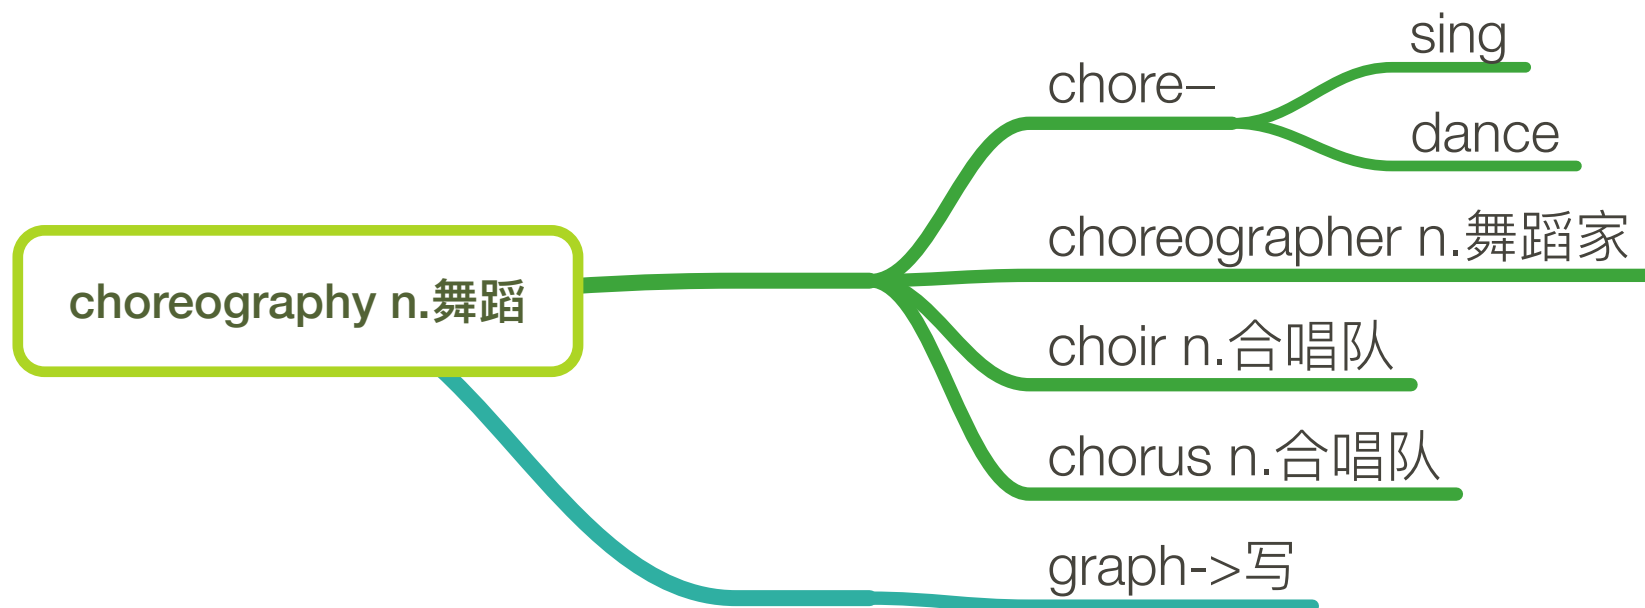 choreography n.舞蹈
chore–
sing
dance
choreographer n.舞蹈家
choir n.合唱队
chorus n.合唱队
graph->写